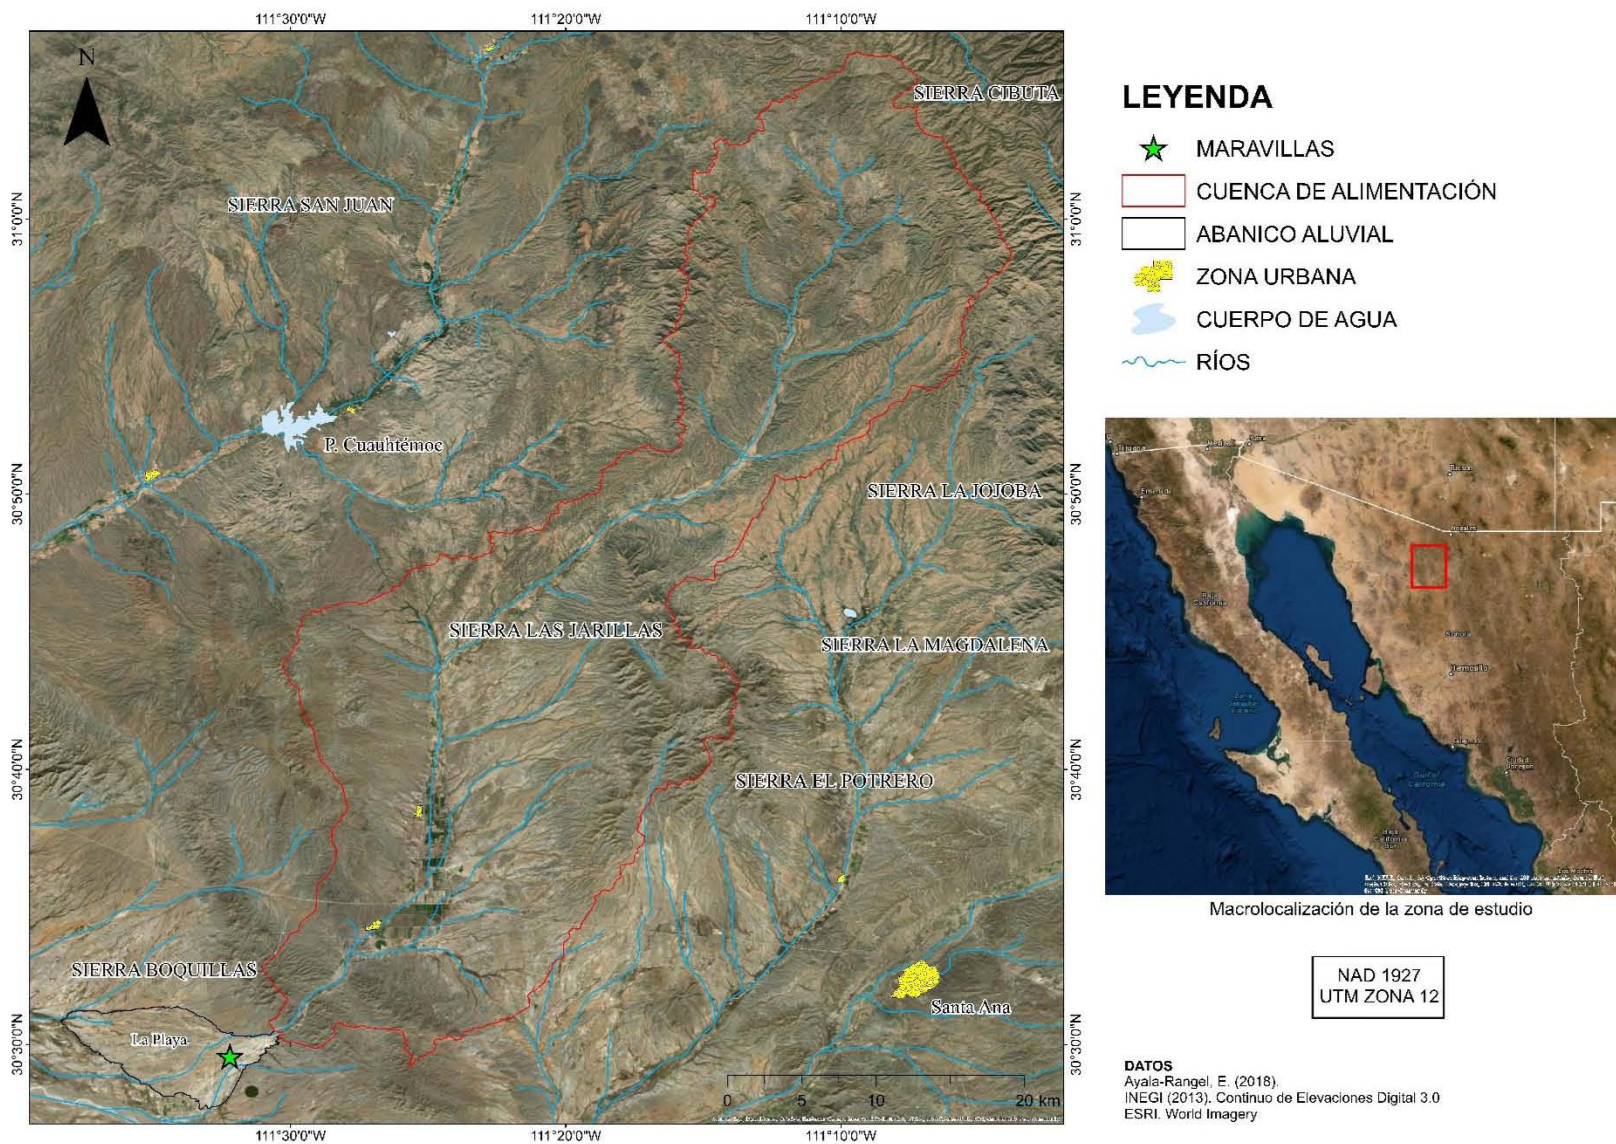 111°30'0"W
111°20'0"W
111°10'0"W
N
SIERRA CIBUTA
SIERRA SAN JUAN
31°0'0"N
31°0'0"N
P. Cuauhtémoc
30°50'0"N
SIERRA LA JOJOBA
30°50'0"N
SIERRA LAS JARILLAS
SIERRA LA MAGDALENA
30°40'0"N
SIERRA EL POTRERO
30°40'0"N
SIERRA BOQUILLAS
Santa Ana
La Playa
30°30'0"N
30°30'0"N
0 5 10 20 km
111°30'0"W
111°20'0"W
111°10'0"W
LEYENDA
MARAVILLAS
CUENCA DE ALIMENTACIÓN
ABANICO ALUVIAL
ZONA URBANA
CUERPO DE AGUA
RÍOS
Tucson
Nogales
Hermosillo
Macrolocalización de la zona de estudio
NAD 1927
UTM ZONA 12
DATOS
Ayala-Rangel, E. (2018).
INEGI (2013). Continuo de Elevaciones Digital 3.0
ESRI. World Imagery